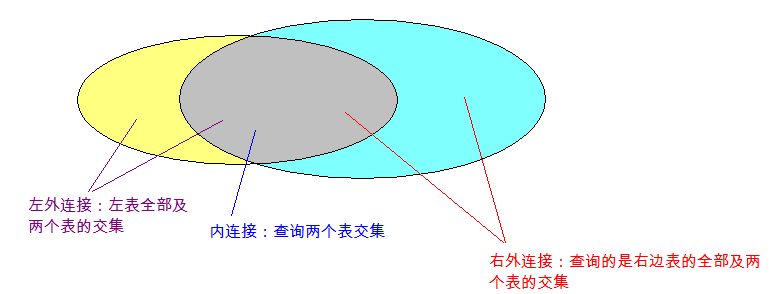 左外连接：左表全部及
两个表的交集
内连接：查询两个表交集
右外连接：查询的是右边表的全部及两
个表的交集